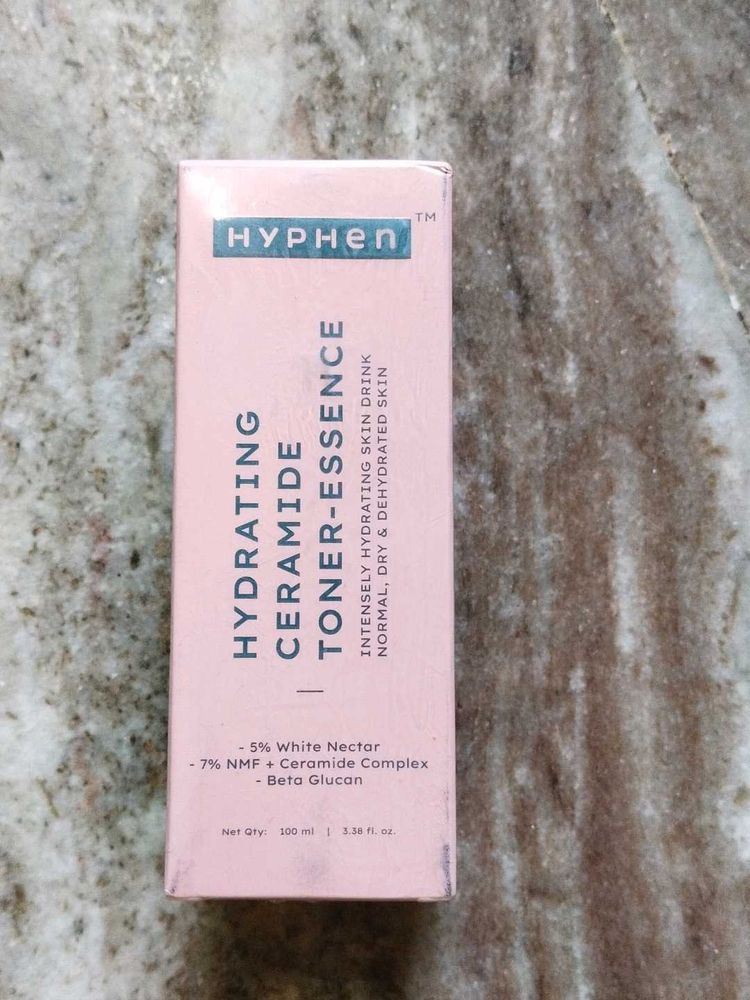 HYPHEN TM
HYDRATING
CERAMIDE
TONER-ESSENCE
INTENSELY HYDRATING SKIN DRINK
NORMAL, DRY & DEHYDRATED SKIN
- 5% White Nectar
- 7% NMF + Ceramide Complex
- Beta Glucan
Net Qty: 100 ml | 3.38 fl. oz.